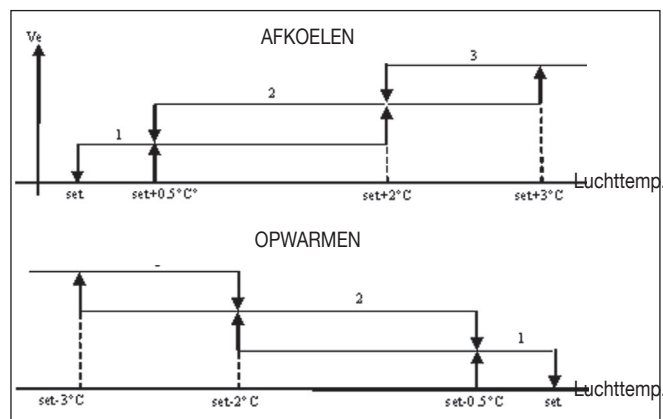 AFKOELEN
Ve
3
2
1
Luchttemp.
set set+0.5°C° set+2°C set+3°C
OPWARMEN
-
2
1
Luchttemp.
set-3°C set-2°C set-0.5°C set